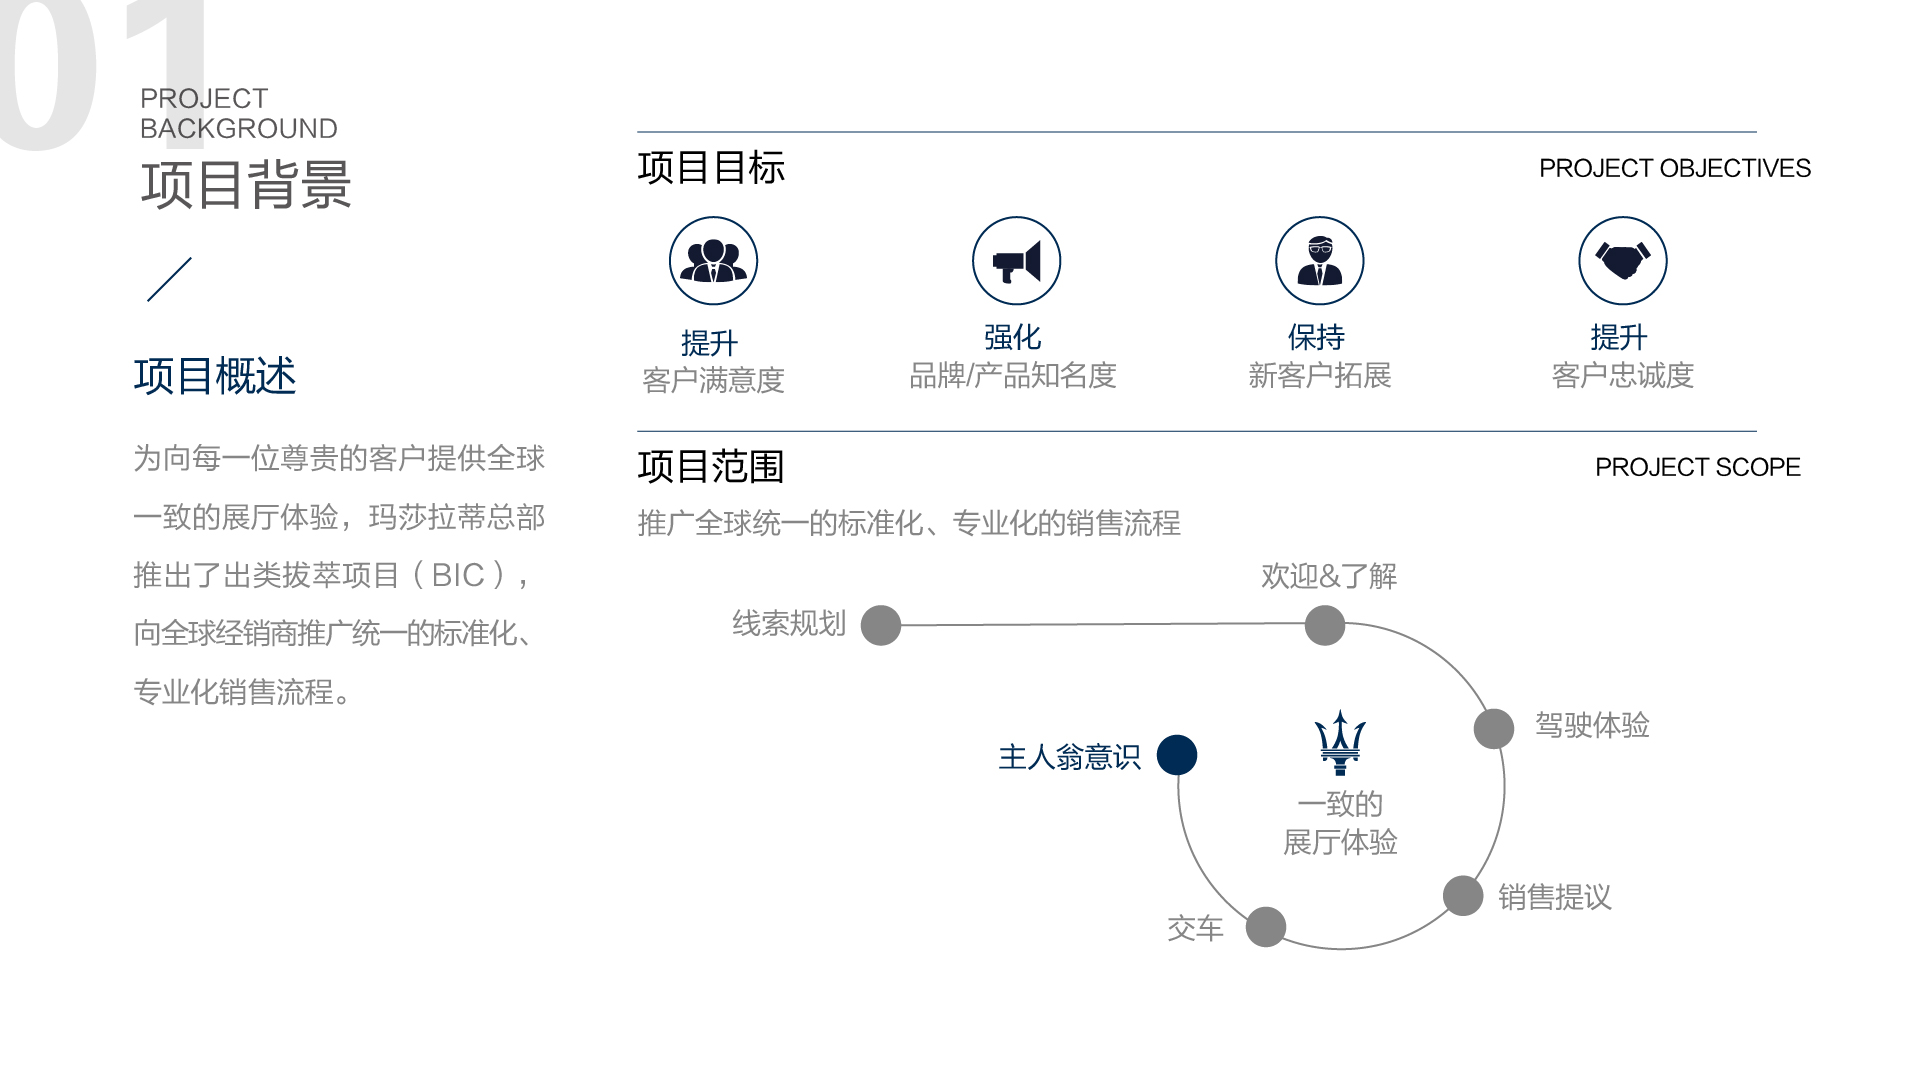 01
PROJECT
BACKGROUND
项目背景
项目概述
为向每一位尊贵的客户提供全球
一致的展厅体验，玛莎拉蒂总部
推出了出类拔萃项目（BIC），
向全球经销商推广统一的标准化、
专业化销售流程。
项目目标
PROJECT OBJECTIVES
提升
客户满意度
强化
品牌/产品知名度
保持
新客户拓展
提升
客户忠诚度
项目范围
PROJECT SCOPE
推广全球统一的标准化、专业化的销售流程
线索规划
欢迎&了解
驾驶体验
销售提议
交车
主人翁意识
一致的
展厅体验